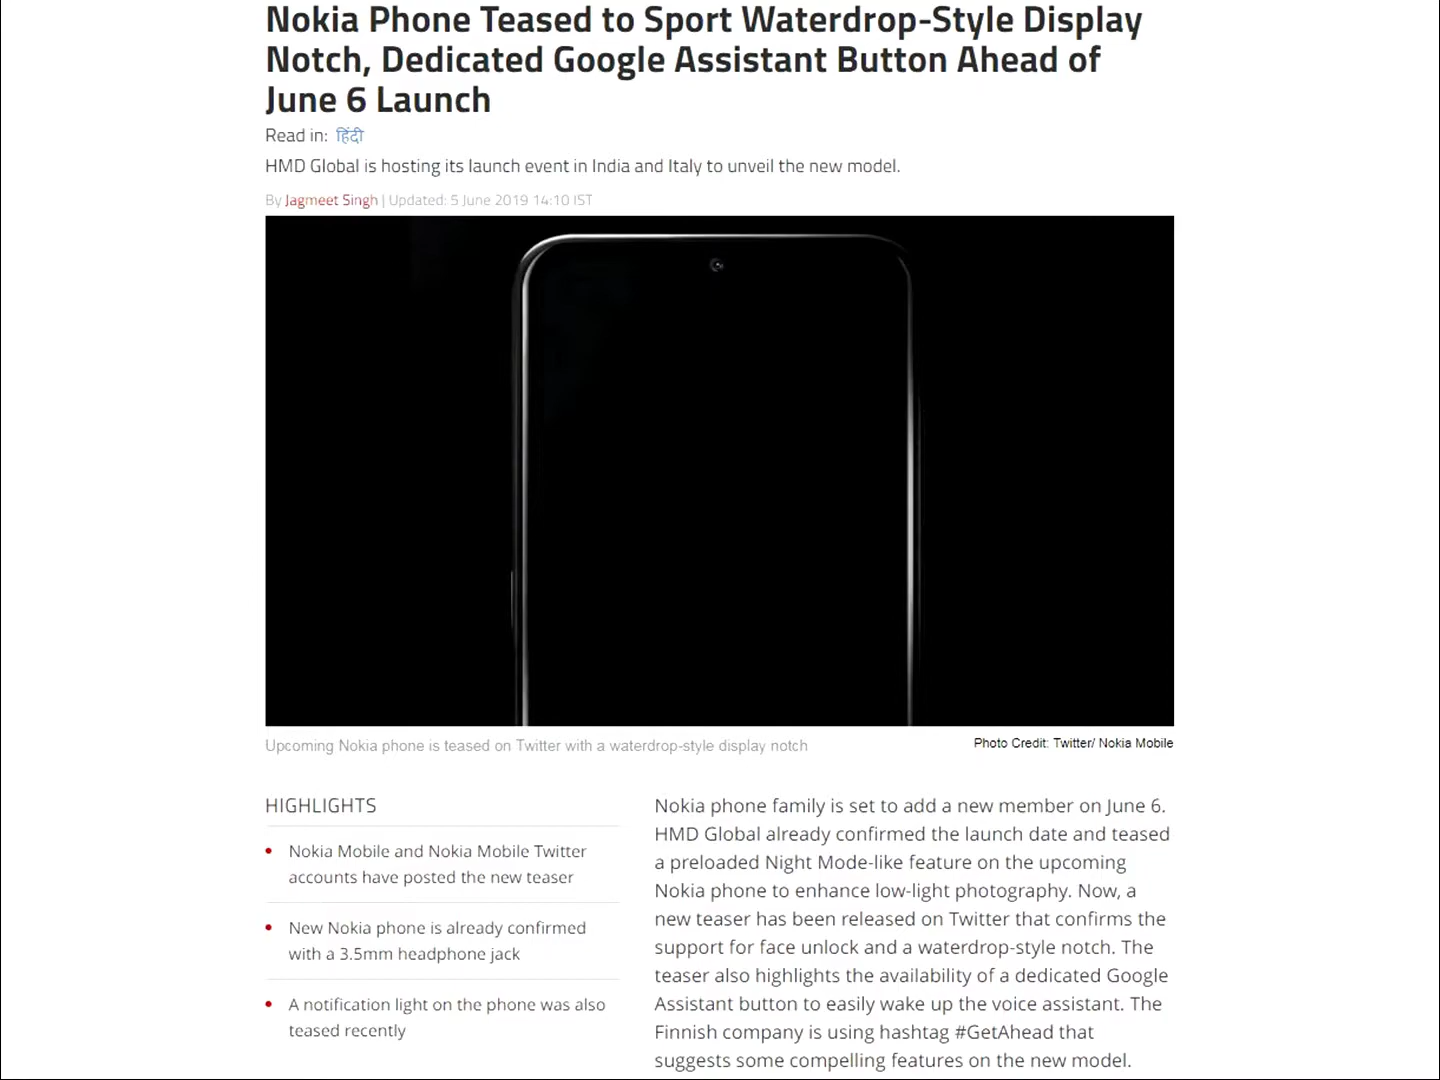 Nokia Phone Teased to Sport Waterdrop-Style Display
Notch, Dedicated Google Assistant Button Ahead of
June 6 Launch
Read in: हिंदी
HMD Global is hosting its launch event in India and Italy to unveil the new model.
By Jagmeet Singh | Updated: 5 June 2019 14:10 IST
Upcoming Nokia phone is teased on Twitter with a waterdrop-style display notch
Photo Credit: Twitter/ Nokia Mobile
HIGHLIGHTS
Nokia Mobile and Nokia Mobile Twitter
accounts have posted the new teaser
New Nokia phone is already confirmed
with a 3.5mm headphone jack
A notification light on the phone was also
teased recently
Nokia phone family is set to add a new member on June 6.
HMD Global already confirmed the launch date and teased
a preloaded Night Mode-like feature on the upcoming
Nokia phone to enhance low-light photography. Now, a
new teaser has been released on Twitter that confirms the
support for face unlock and a waterdrop-style notch. The
teaser also highlights the availability of a dedicated Google
Assistant button to easily wake up the voice assistant. The
Finnish company is using hashtag #GetAhead that
suggests some compelling features on the new model.